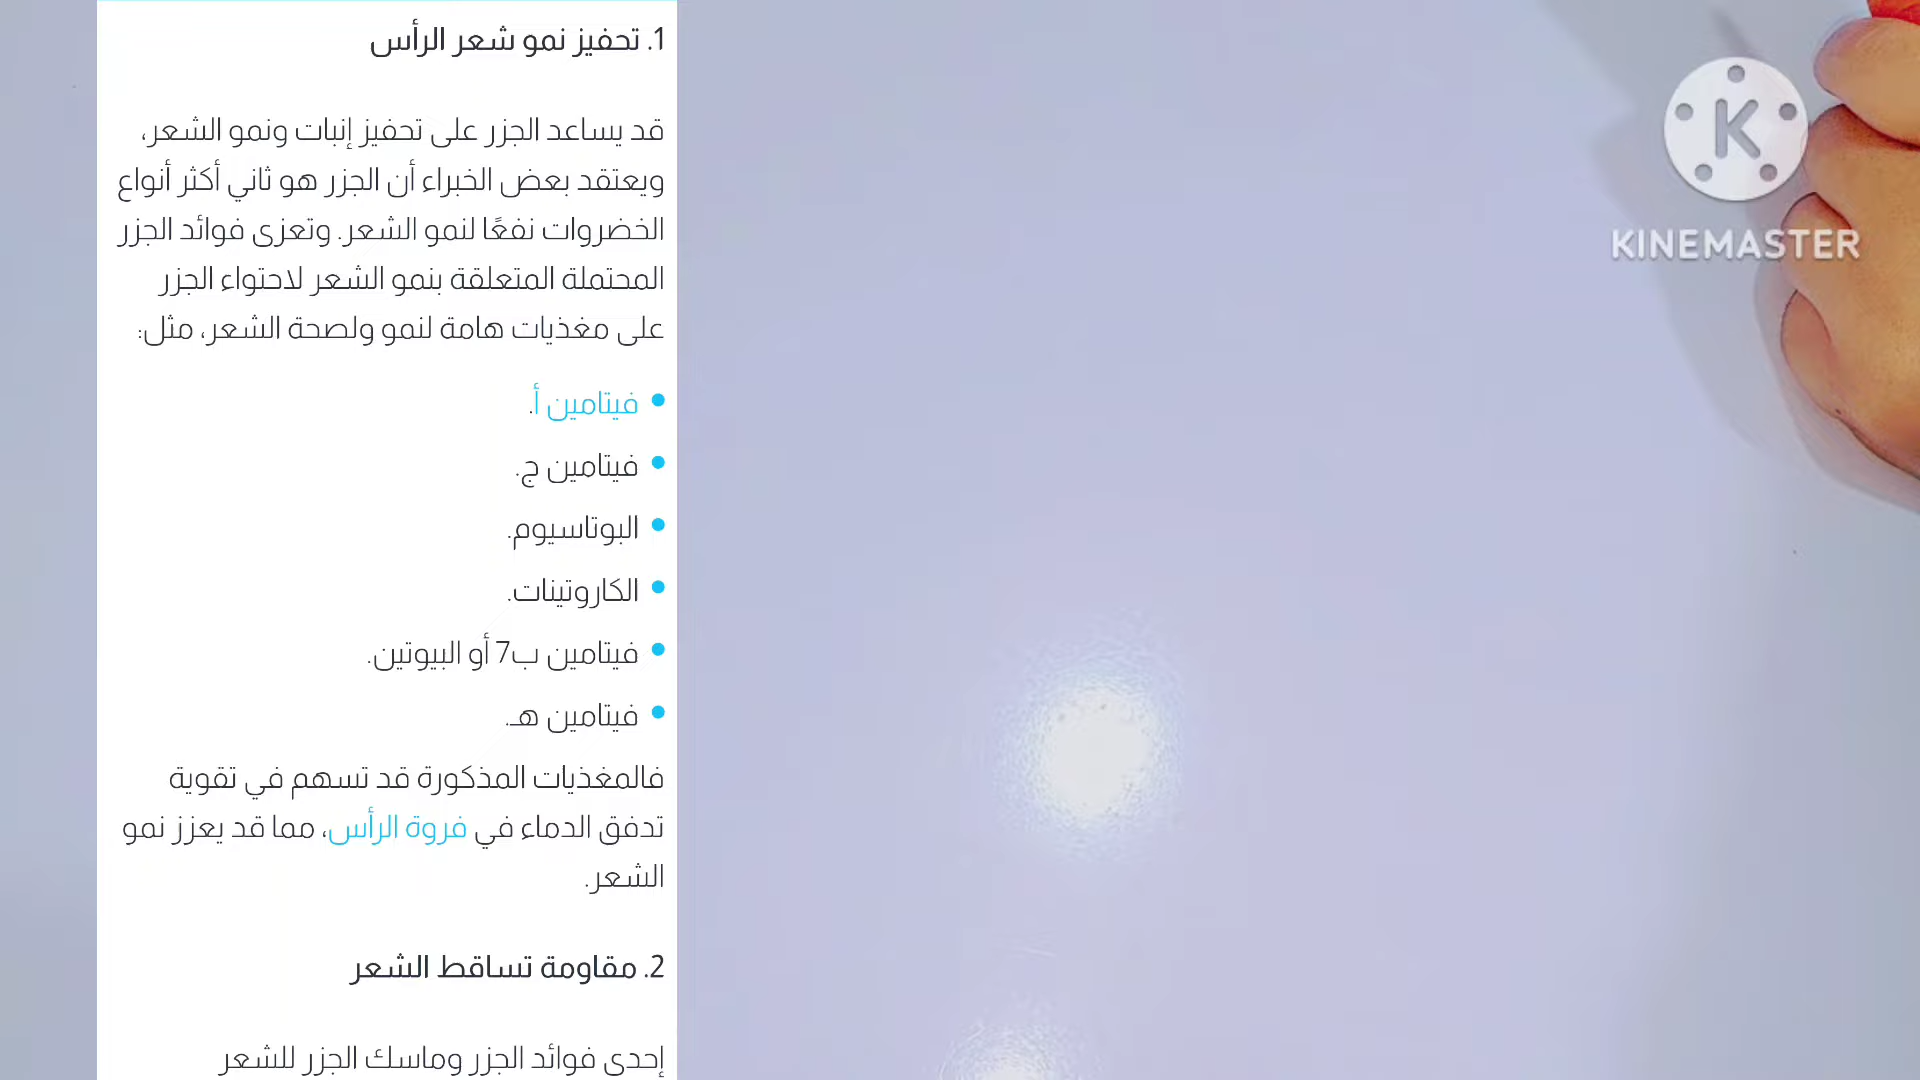 1. تحفيز نمو شعر الرأس
قد يساعد الجزر على تحفيز إنبات ونمو الشعر،
ويعتقد بعض الخبراء أن الجزر هو ثاني أكثر أنواع
الخضروات نفعًا لنمو الشعر. وتعزى فوائد الجزر
المحتملة المتعلقة بنمو الشعر لاحتواء الجزر
على مغذيات هامة لنمو ولصحة الشعر، مثل:
• فيتامين أ.
• فيتامين ج.
• البوتاسيوم.
• الكاروتينات.
• فيتامين ب7 أو البيوتين.
• فيتامين هـ.
فالمغذيات المذكورة قد تسهم في تقوية
تدفق الدماء في فروة الرأس، مما قد يعزز نمو
الشعر.
2. مقاومة تساقط الشعر
إحدى فوائد الجزر وماسك الجزر للشعر
K
KINEMASTER